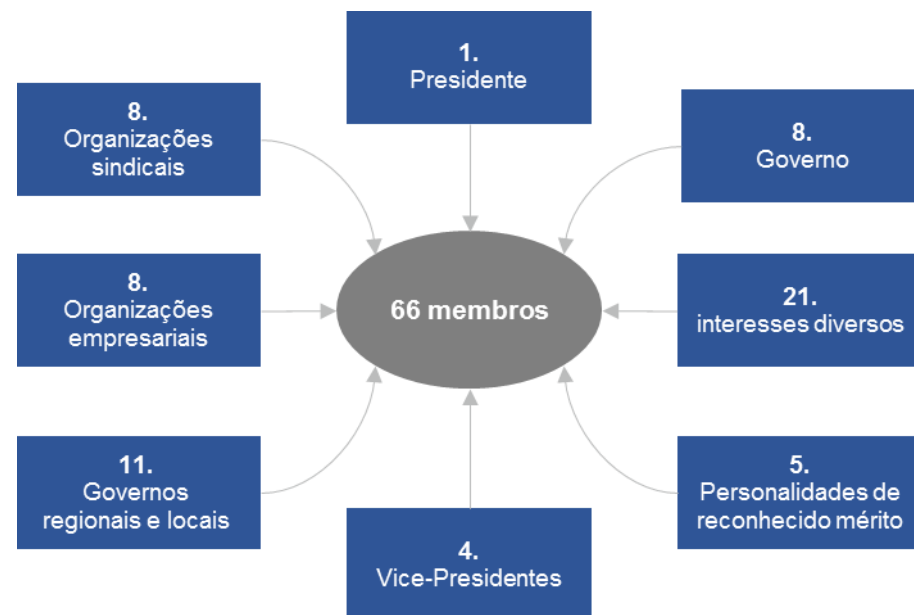 1.
Presidente
8.
Organizações
sindicais
8.
Governo
8.
Organizações
empresariais
66 membros
21.
interesses diversos
11.
Governos
regionais e locais
4.
Vice-Presidentes
5.
Personalidades de
reconhecido mérito